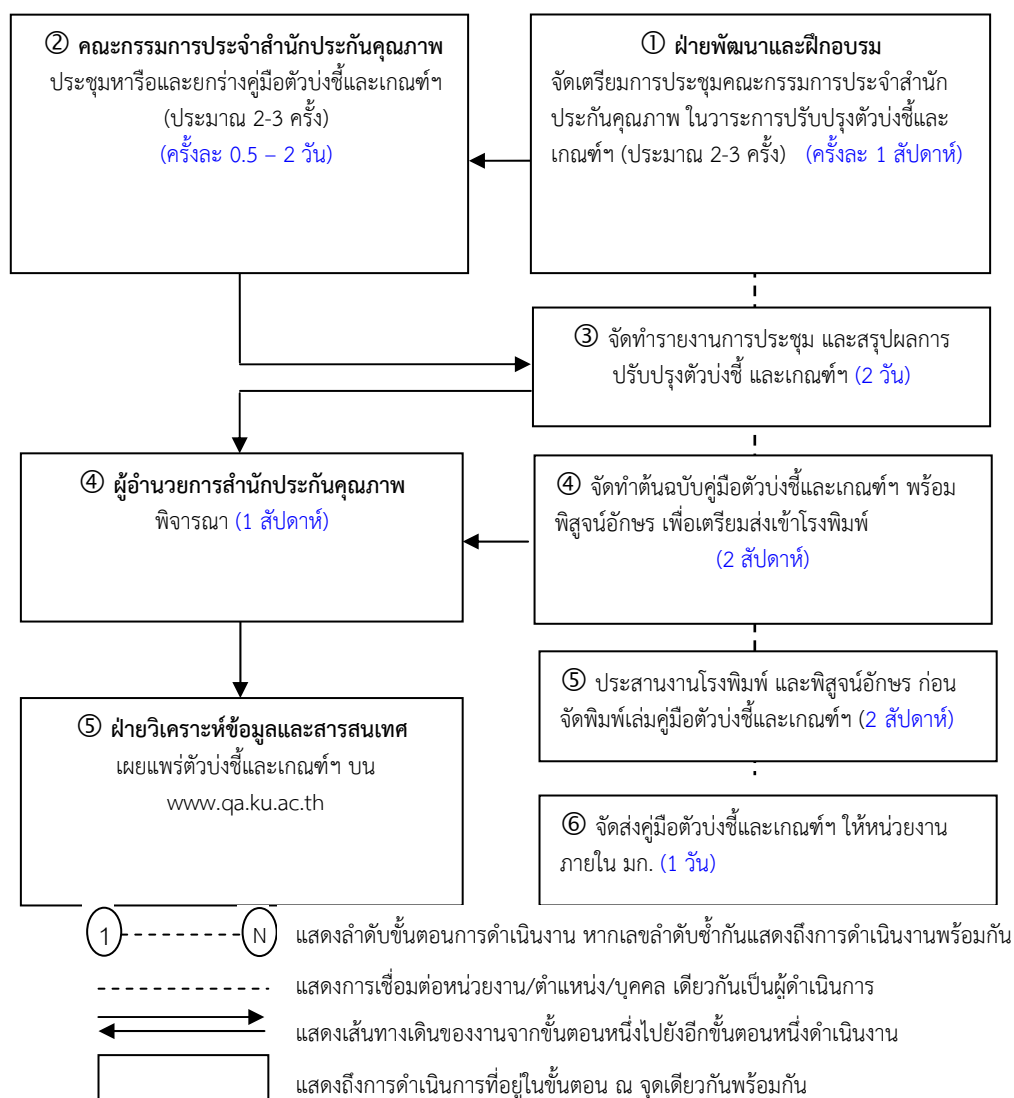 ② คณะกรรมการประจำสำนักประกันคุณภาพ
ประชุมหารือและยกร่างคู่มือตัวบ่งชี้และเกณฑ์ฯ
(ประมาณ 2-3 ครั้ง)
(ครั้งละ 0.5 – 2 วัน)
① ฝ่ายพัฒนาและฝึกอบรม
จัดเตรียมการประชุมคณะกรรมการประจำสำนัก
ประกันคุณภาพ ในวาระการปรับปรุงตัวบ่งชี้และ
เกณฑ์ฯ (ประมาณ 2-3 ครั้ง) (ครั้งละ 1 สัปดาห์)
③ จัดทำรายงานการประชุม และสรุปผลการ
ปรับปรุงตัวบ่งชี้ และเกณฑ์ฯ (2 วัน)
④ ผู้อำนวยการสำนักประกันคุณภาพ
พิจารณา (1 สัปดาห์)
④ จัดทำต้นฉบับคู่มือตัวบ่งชี้และเกณฑ์ฯ พร้อม
พิสูจน์อักษร เพื่อเตรียมส่งเข้าโรงพิมพ์
(2 สัปดาห์)
⑤ ประสานงานโรงพิมพ์ และพิสูจน์อักษร ก่อน
จัดพิมพ์เล่มคู่มือตัวบ่งชี้และเกณฑ์ฯ (2 สัปดาห์)
⑤ ฝ่ายวิเคราะห์ข้อมูลและสารสนเทศ
เผยแพร่ตัวบ่งชี้และเกณฑ์ฯ บน
www.qa.ku.ac.th
⑥ จัดส่งคู่มือตัวบ่งชี้และเกณฑ์ฯ ให้หน่วยงาน
ภายใน มก. (1 วัน)
1 N แสดงลำดับขั้นตอนการดำเนินงาน หากเลขลำดับซ้ำกันแสดงถึงการดำเนินงานพร้อมกัน
แสดงการเชื่อมต่อหน่วยงาน/ตำแหน่ง/บุคคล เดียวกันเป็นผู้ดำเนินการ
แสดงเส้นทางเดินของงานจากขั้นตอนหนึ่งไปยังอีกขั้นตอนหนึ่งดำเนินงาน
แสดงถึงการดำเนินการที่อยู่ในขั้นตอน ณ จุดเดียวกันพร้อมกัน